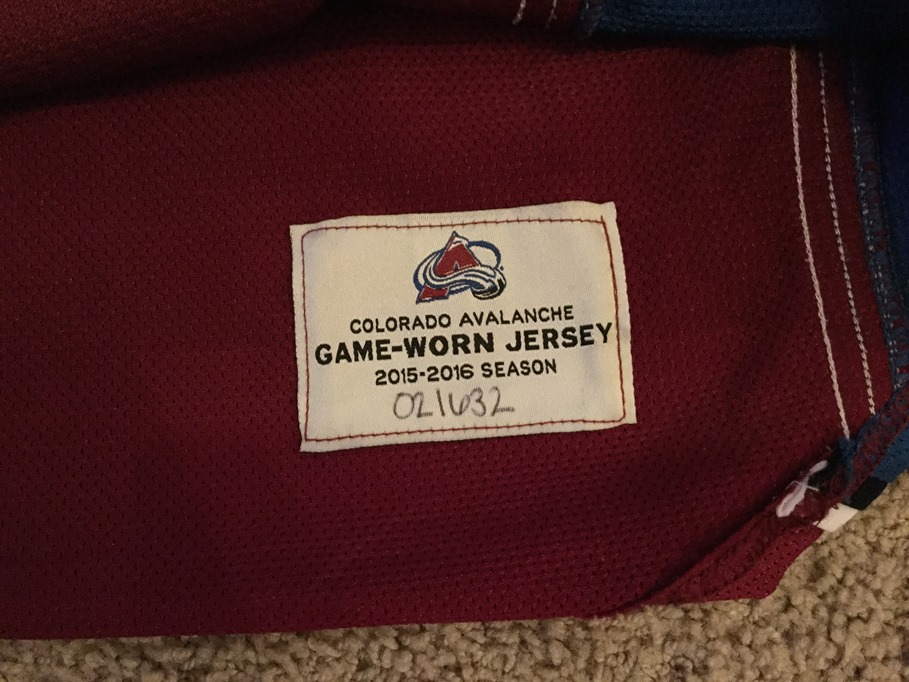 COLORADO AVALANCHE
GAME-WORN JERSEY
2015-2016 SEASON
021632